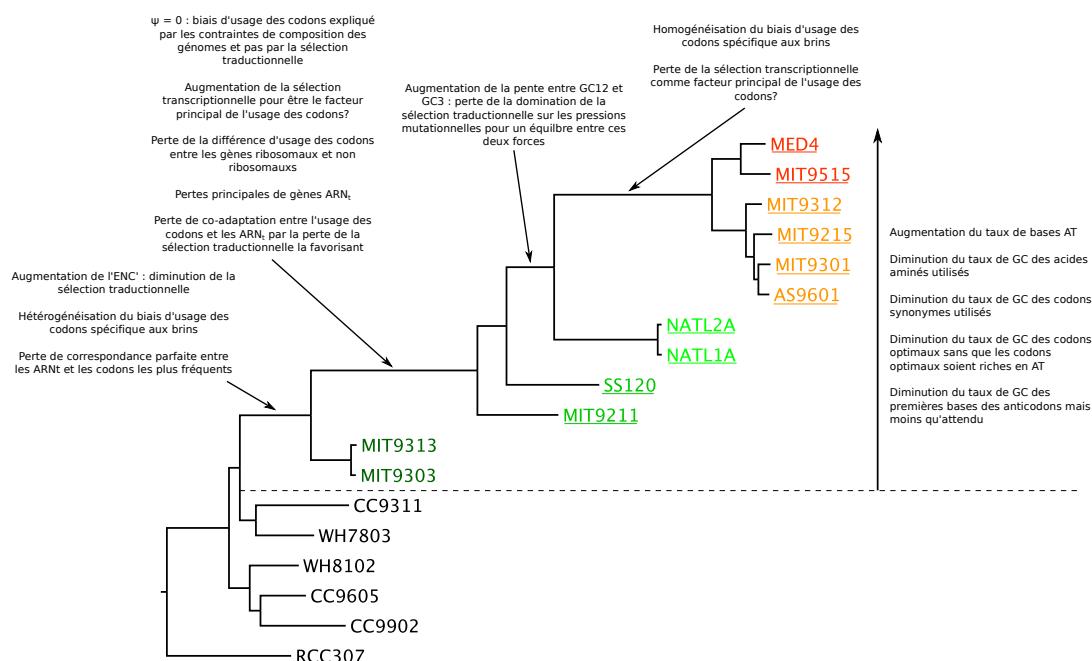 ψ = 0 : biais d'usage des codons expliqué
par les contraintes de composition des
génomes et pas par la sélection
traductionnelle
Augmentation de la sélection
transcriptionnelle pour être le facteur
principal de l'usage des codons?
Perte de la différence d'usage des codons
entre les gènes ribosomaux et non
ribosomauxs
Pertes principales de gènes ARNt
Perte de co-adaptation entre l'usage des
codons et les ARNt par la perte de la
sélection traductionnelle la favorisant
Augmentation de l'ENC' : diminution de la
sélection traductionnelle
Hétérogénéisation du biais d'usage des
codons spécifique aux brins
Perte de correspondance parfaite entre
les ARNt et les codons les plus fréquents
Augmentation de la pente entre GC12 et
GC3 : perte de la domination de la
sélection traductionnelle sur les pressions
mutationnelles pour un équilbre entre ces
deux forces
Homogénéisation du biais d'usage des
codons spécifique aux brins
Perte de la sélection transcriptionnelle
comme facteur principal de l'usage des
codons?
MED4
MIT9515
MIT9312
MIT9215
MIT9301
AS9601
NATL2A
NATL1A
SS120
MIT9211
MIT9313
MIT9303
CC9311
WH7803
WH8102
CC9605
CC9902
RCC307
Augmentation du taux de bases AT
Diminution du taux de GC des acides
aminés utilisés
Diminution du taux de GC des codons
synonymes utilisés
Diminution du taux de GC des codons
optimaux sans que les codons
optimaux soient riches en AT
Diminution du taux de GC des
premières bases des anticodons mais
moins qu'attendu